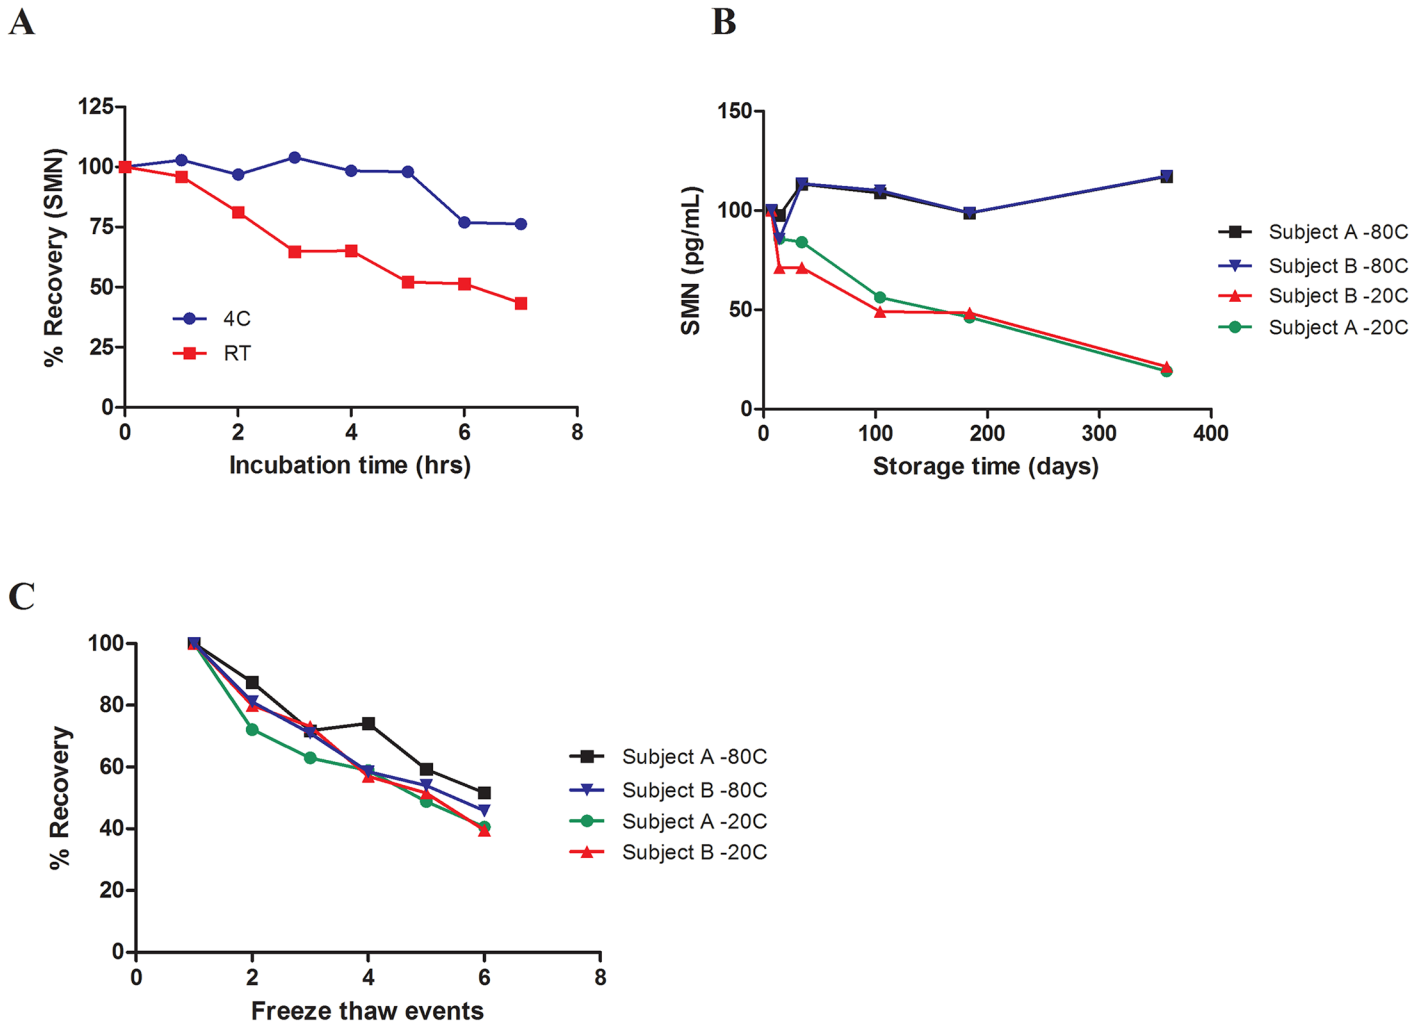 A
125
100
75
50
25
0
% Recovery (SMN)
4C
RT
0 2 4 6 8
Incubation time (hrs)
B
150
100
50
0
SMN (pg/mL)
0 100 200 300 400
Storage time (days)
Subject A -80C
Subject B -80C
Subject B -20C
Subject A -20C
C
100
80
60
40
20
0
% Recovery
0 2 4 6 8
Freeze thaw events
Subject A -80C
Subject B -80C
Subject A -20C
Subject B -20C